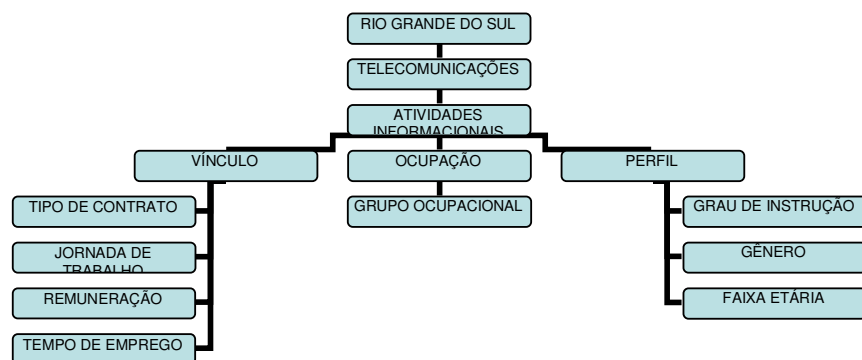 RIO GRANDE DO SUL
TELECOMUNICAÇÕES
ATIVIDADES
INFORMACIONAIS
VÍNCULO
OCUPAÇÃO
PERFIL
TIPO DE CONTRATO
GRUPO OCUPACIONAL
GRAU DE INSTRUÇÃO
JORNADA DE
TRABALHO
GÊNERO
REMUNERAÇÃO
FAIXA ETÁRIA
TEMPO DE EMPREGO